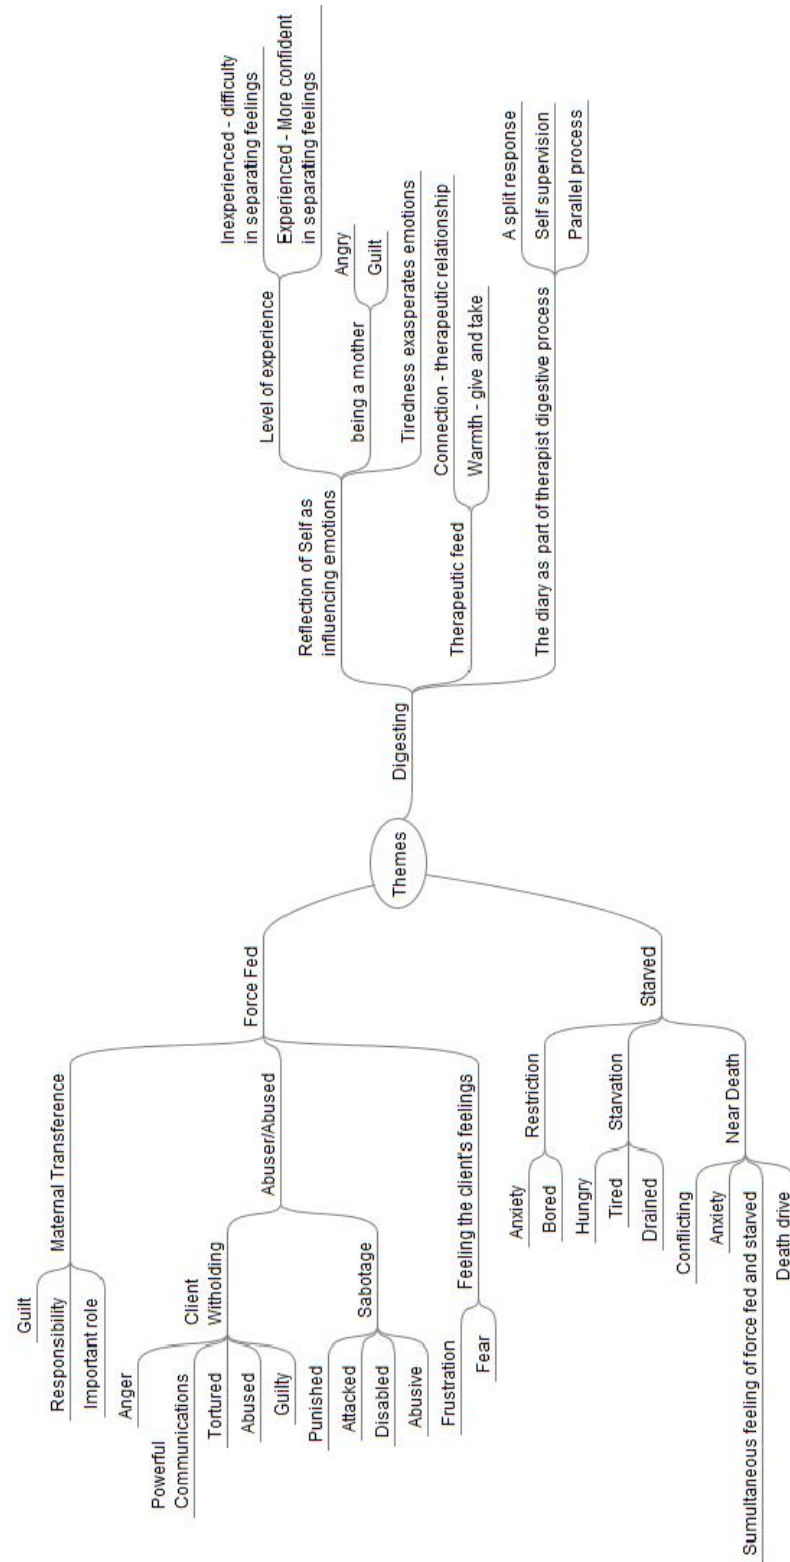 Themes
Force Fed
Maternal Transference
Guilt
Responsibility
Important role
Abuser/Abused
Client
Witholding
Anger
Powerful
Communications
Tortured
Abused
Guilty
Sabotage
Punished
Attacked
Disabled
Abusive
Feeling the client's feelings
Frustration
Fear
Starved
Restriction
Anxiety
Bored
Starvation
Hungry
Tired
Drained
Near Death
Conflicting
Anxiety
Sumultaneous feeling of force fed and starved
Death drive
Digesting
Reflection of Self as
influencing emotions
Level of experience
Inexperienced - difficulty
in separating feelings
Experienced - More confident
in separating feelings
being a mother
Angry
Guilt
Tiredness exasperates emotions
Therapeutic feed
Connection - therapeutic relationship
Warmth - give and take
The diary as part of therapist digestive process
A split response
Self supervision
Parallel process